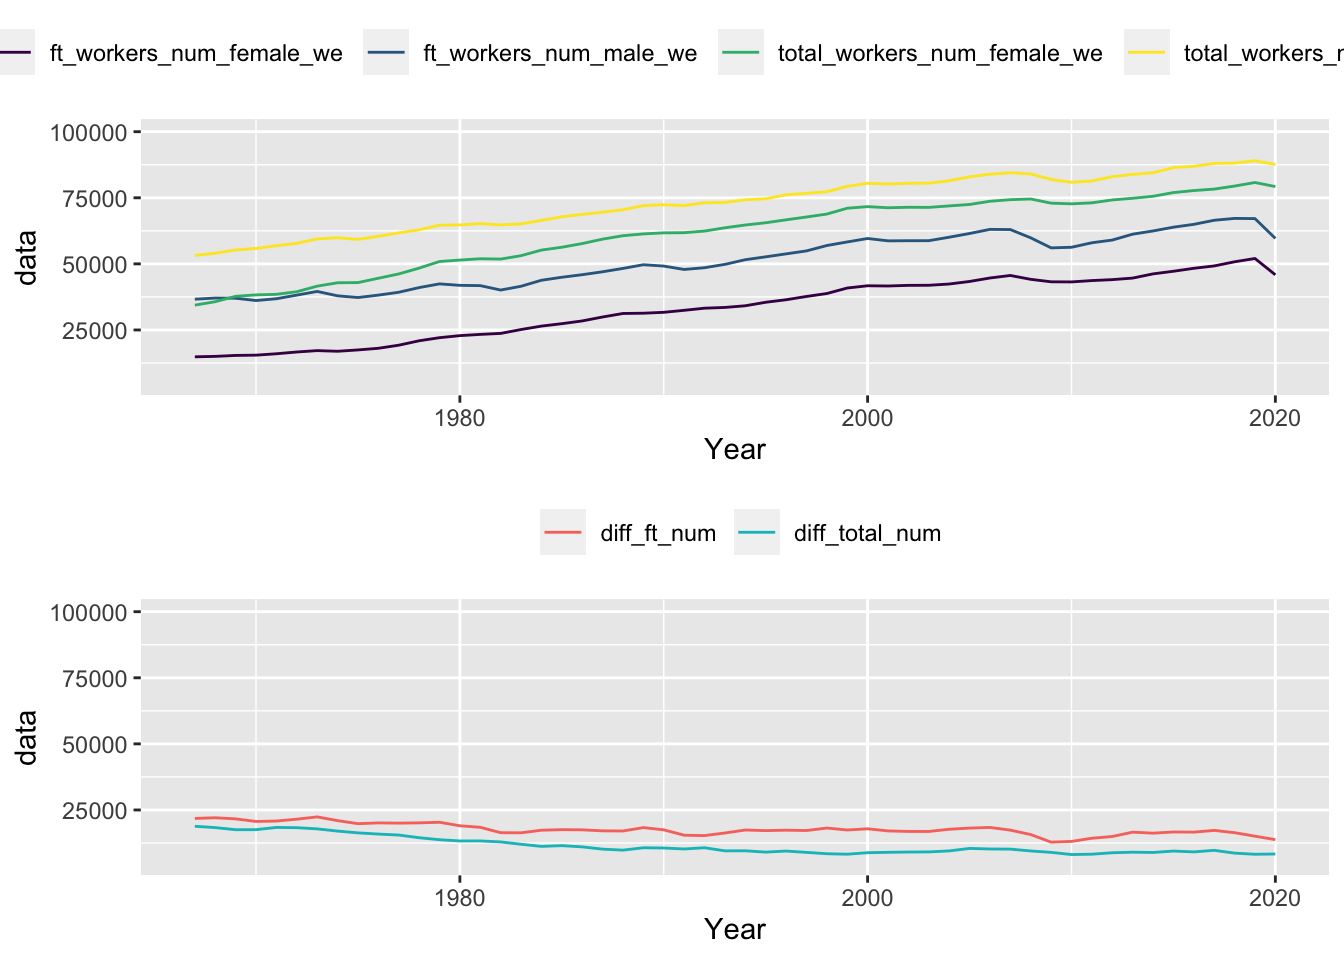 ft_workers_num_female_we ft_workers_num_male_we total_workers_num_female_we total_workers_
100000
75000
50000
25000
data
1980 2000 2020
Year
diff_ft_num diff_total_num
100000
75000
50000
25000
data
1980 2000 2020
Year